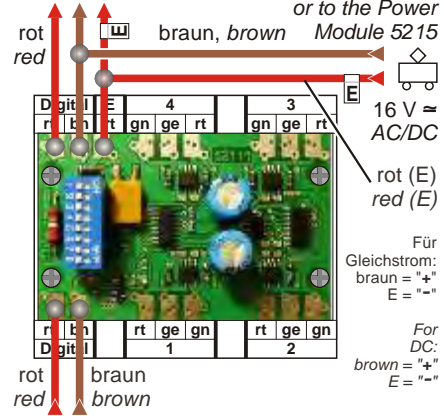 or to the Power
Module 5215
rot
red
E
braun, brown
E
16 V ≃
AC/DC
Digital E 4 3
rt bn rt gn ge rt gn ge rt
rot (E)
red (E)
Für
Gleichstrom:
braun = "+"
E = "-"
For
DC:
brown = "+"
E = "-"
rt bn rt ge gn rt ge gn
Digital 1 2
rot
red
braun
brown